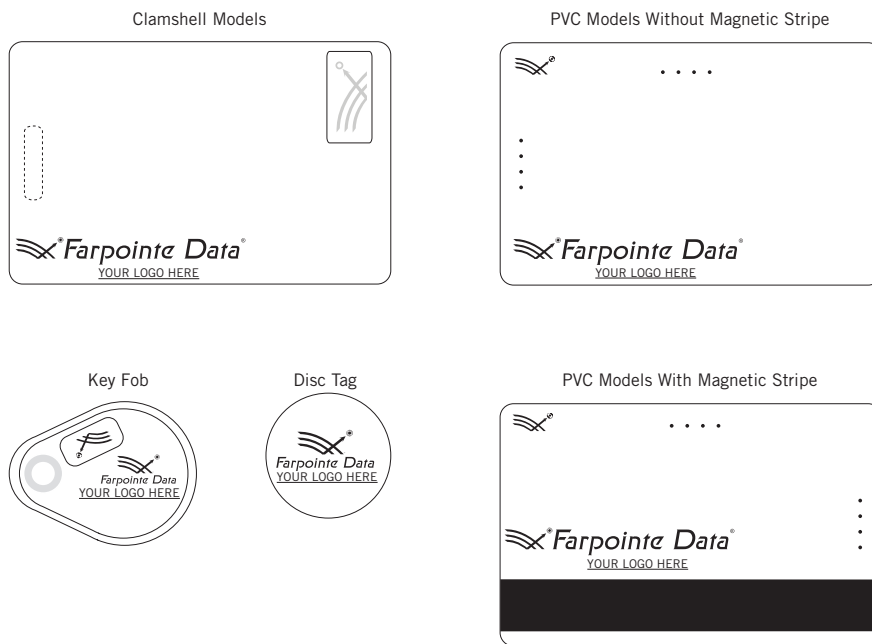 Clamshell Models
Farpointe Data®
YOUR LOGO HERE
PVC Models Without Magnetic Stripe
Farpointe Data®
YOUR LOGO HERE
Key Fob
Farpointe Data
YOUR LOGO HERE
Disc Tag
Farpointe Data
YOUR LOGO HERE
PVC Models With Magnetic Stripe
Farpointe Data®
YOUR LOGO HERE